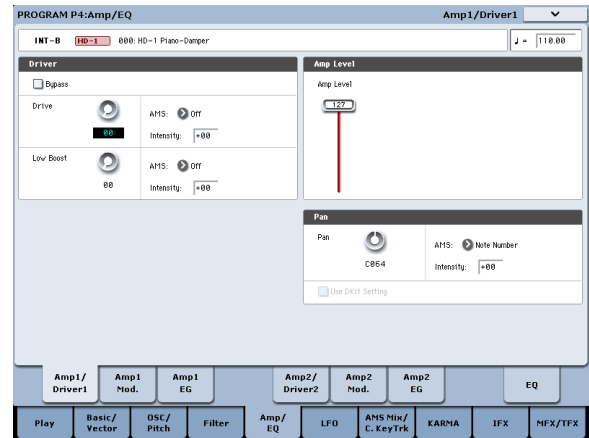 PROGRAM P4:Amp/EQ Amp1/Driver1
INT-B HD-1 000: HD-1 Piano-Damper ♩ = 110.00
Driver
Bypass
Drive
00
AMS: Off
Intensity: +00
Low Boost
00
AMS: Off
Intensity: +00
Amp Level
Amp Level
127
Pan
Pan
C064
AMS: Note Number
Intensity: +00
Use DKit Setting
Amp1/ Driver1
Amp1 Mod.
Amp1 EG
Amp2/ Driver2
Amp2 Mod.
Amp2 EG
EQ
Play
Basic/ Vector
OSC/ Pitch
Filter
Amp/ EQ
LFO
AMS Mix/ C. KeyTrk
KARMA
IFX
MFX/TFX